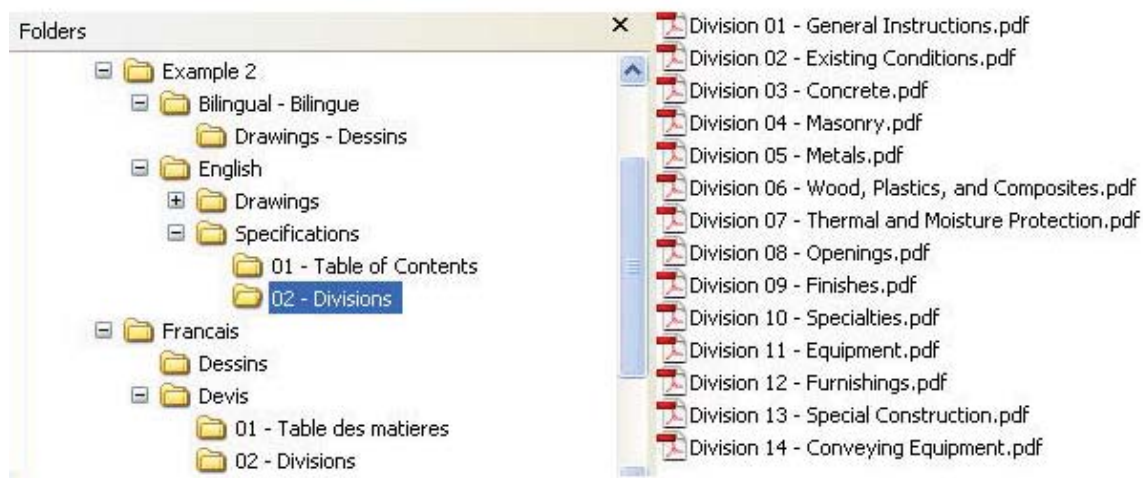 Folders
Example 2
Bilingual - Bilingue
Drawings - Dessins
English
Drawings
Specifications
01 - Table of Contents
02 - Divisions
Francais
Dessins
Devis
01 - Table des matieres
02 - Divisions
Division 01 - General Instructions.pdf
Division 02 - Existing Conditions.pdf
Division 03 - Concrete.pdf
Division 04 - Masonry.pdf
Division 05 - Metals.pdf
Division 06 - Wood, Plastics, and Composites.pdf
Division 07 - Thermal and Moisture Protection.pdf
Division 08 - Openings.pdf
Division 09 - Finishes.pdf
Division 10 - Specialties.pdf
Division 11 - Equipment.pdf
Division 12 - Furnishings.pdf
Division 13 - Special Construction.pdf
Division 14 - Conveying Equipment.pdf